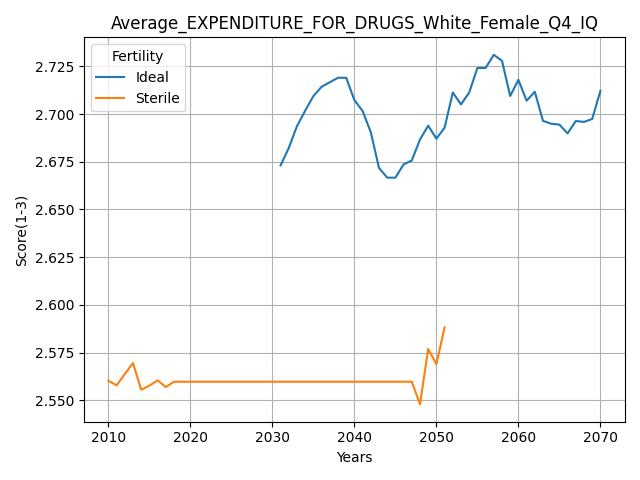 Average_EXPENDITURE_FOR_DRUGS_White_Female_Q4_IQ
Fertility
Ideal
Sterile
Score(1-3)
2.725
2.700
2.675
2.650
2.625
2.600
2.575
2.550
2010 2020 2030 2040 2050 2060 2070
Years